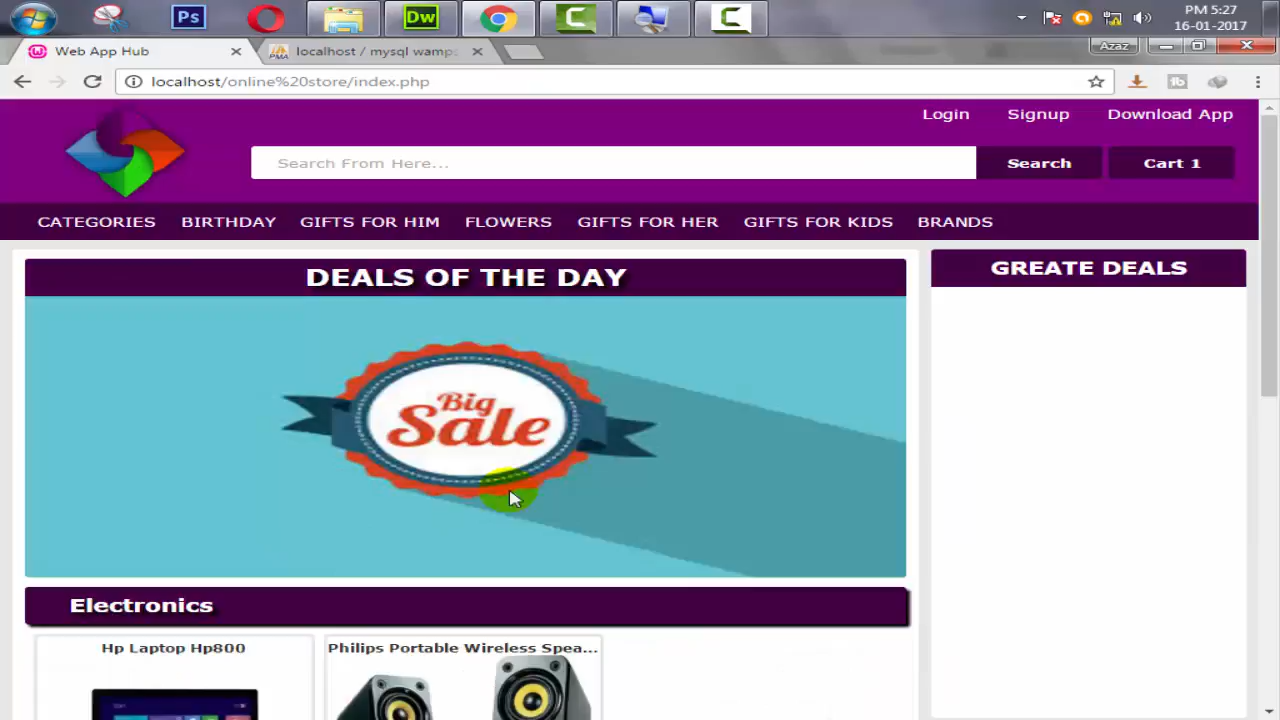 Ps
Dw
PM 5:27
16-01-2017
Web App Hub
localhost / mysql wamp
Azaz
localhost/online%20store/index.php
Login Signup Download App
Search From Here...
Search
Cart 1
CATEGORIES BIRTHDAY GIFTS FOR HIM FLOWERS GIFTS FOR HER GIFTS FOR KIDS BRANDS
DEALS OF THE DAY
GREATE DEALS
Big
Sale
Electronics
Hp Laptop Hp800
Philips Portable Wireless Spea...